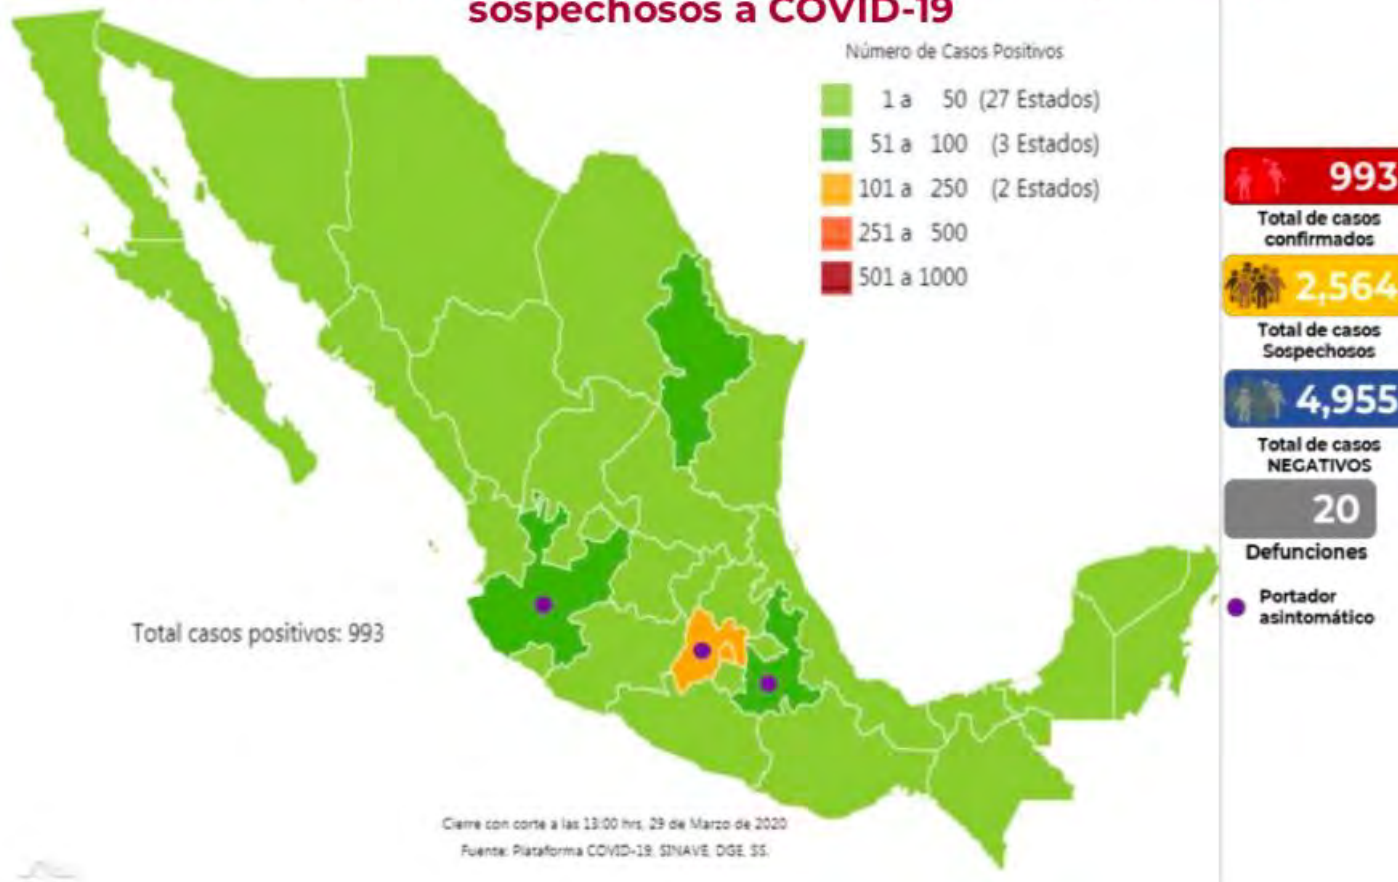 sospechosos a COVID-19
Número de Casos Positivos
1 a 50 (27 Estados)
51 a 100 (3 Estados)
101 a 250 (2 Estados)
251 a 500
501 a 1000
993
Total de casos
confirmados
2,564
Total de casos
Sospechosos
4,955
Total de casos
NEGATIVOS
20
Defunciones
Portador
asintomático
Total casos positivos: 993
Cierre con corte a las 13:00 hrs, 29 de Marzo de 2020
Fuente: Plataforma COVID-19, SINAVE, DGE, SS.